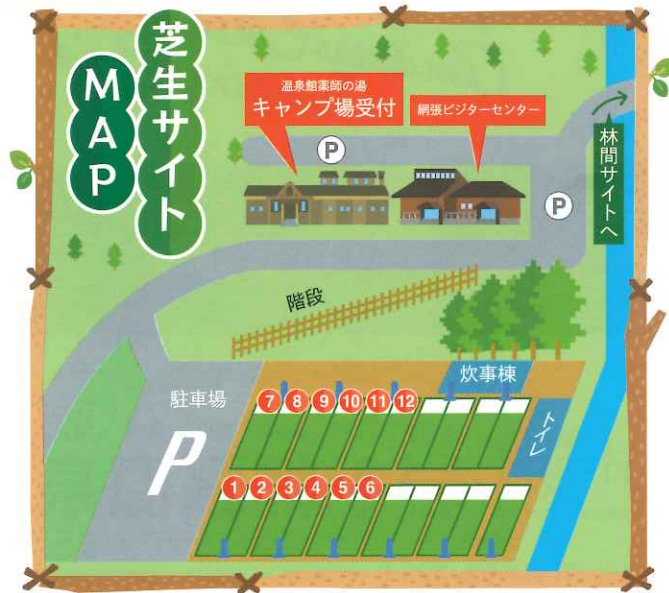 芝生サイト
MAP
温泉館薬師の湯
キャンプ場受付
網張ビジターセンター
P
P
林間サイトへ
階段
炊事棟
駐車場
P
トイレ
7 8 9 10 11 12
1 2 3 4 5 6